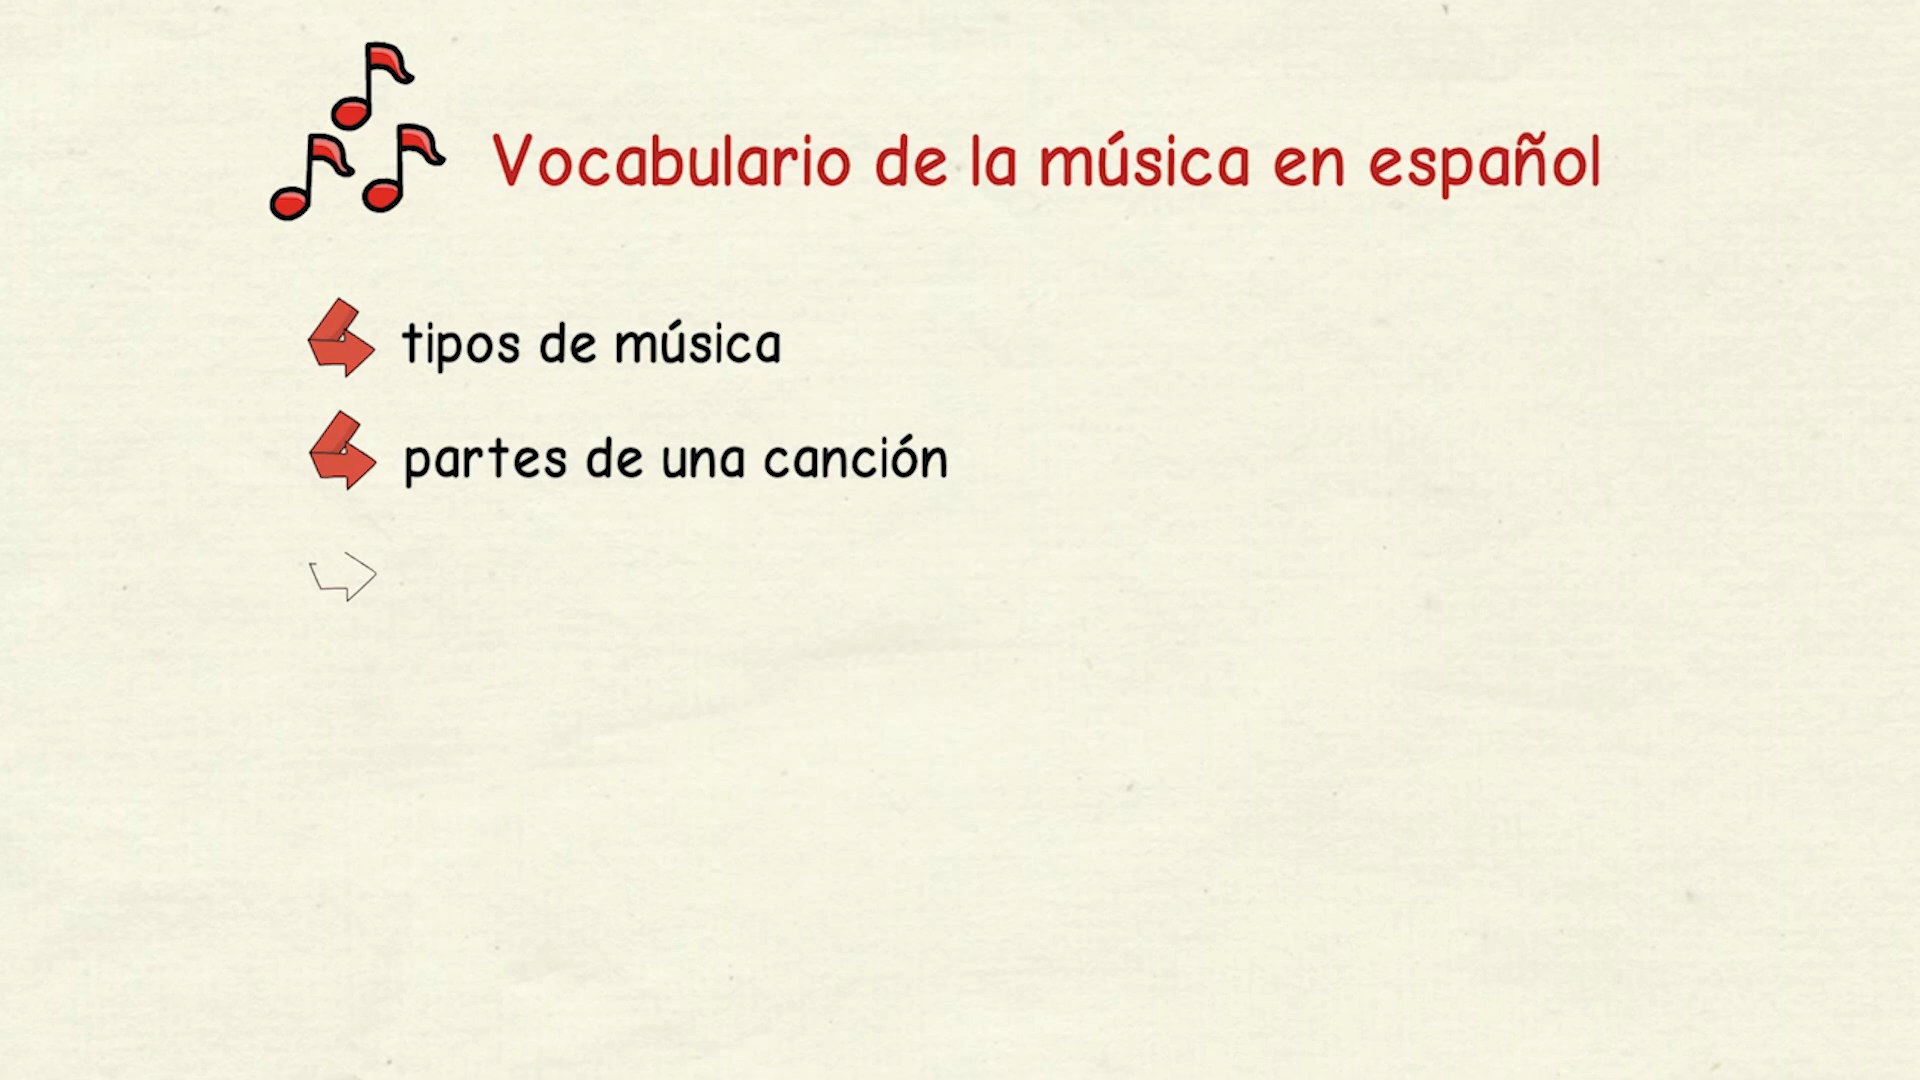 Vocabulario de la música en español
tipos de música
partes de una canción